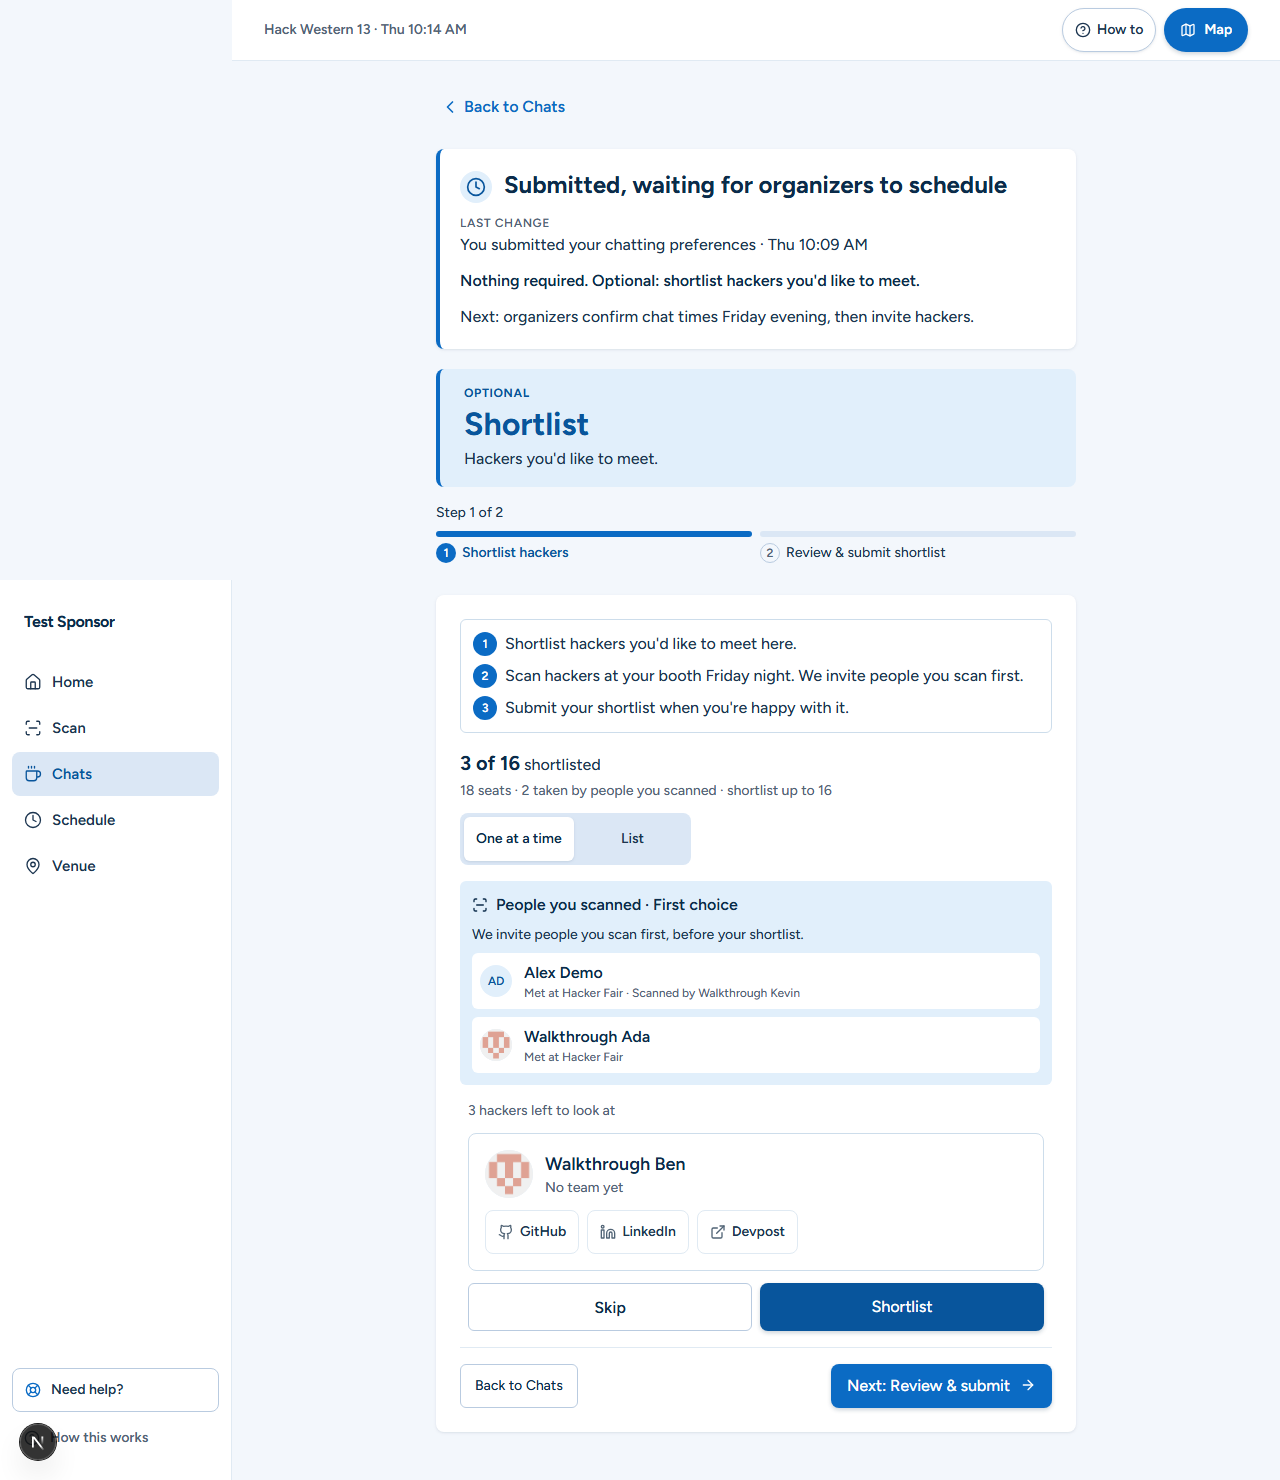 Hack Western 13 · Thu 10:14 AM
How to
Map
Back to Chats
Submitted, waiting for organizers to schedule
LAST CHANGE
You submitted your chatting preferences · Thu 10:09 AM
Nothing required. Optional: shortlist hackers you'd like to meet.
Next: organizers confirm chat times Friday evening, then invite hackers.
OPTIONAL
Shortlist
Hackers you'd like to meet.
Step 1 of 2
1 Shortlist hackers
2 Review & submit shortlist
Test Sponsor
Home
Scan
Chats
Schedule
Venue
Need help?
How this works
N
1 Shortlist hackers you'd like to meet here.
2 Scan hackers at your booth Friday night. We invite people you scan first.
3 Submit your shortlist when you're happy with it.
3 of 16 shortlisted
18 seats · 2 taken by people you scanned · shortlist up to 16
One at a time
List
People you scanned · First choice
We invite people you scan first, before your shortlist.
AD
Alex Demo
Met at Hacker Fair · Scanned by Walkthrough Kevin
Walkthrough Ada
Met at Hacker Fair
3 hackers left to look at
Walkthrough Ben
No team yet
GitHub
LinkedIn
Devpost
Skip
Shortlist
Back to Chats
Next: Review & submit